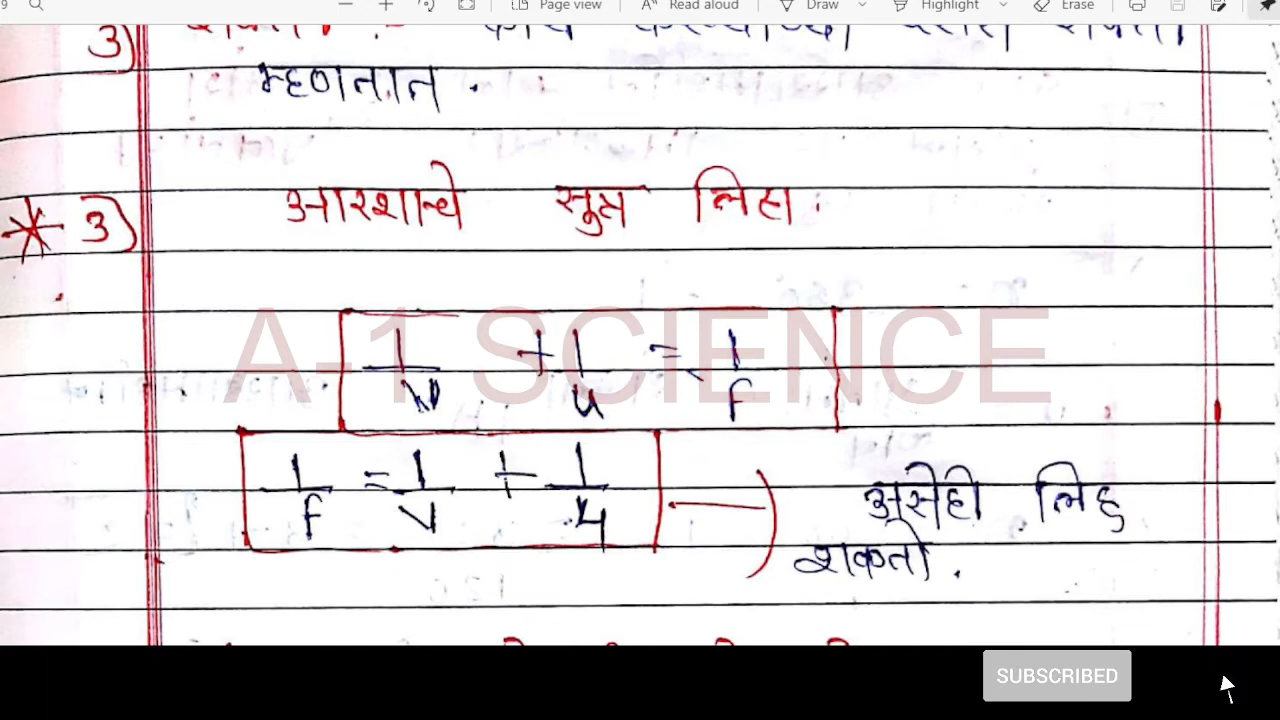 9 Page view Read aloud Draw Highlight Erase
3)
म्हणतात .
* 3) आरशाचे सुत्र लिहा.
A-1 SCIENCE
1/v + 1/u = 1/f
1/f = 1/v + 1/u असेही लिहू
शकतो.
SUBSCRIBED